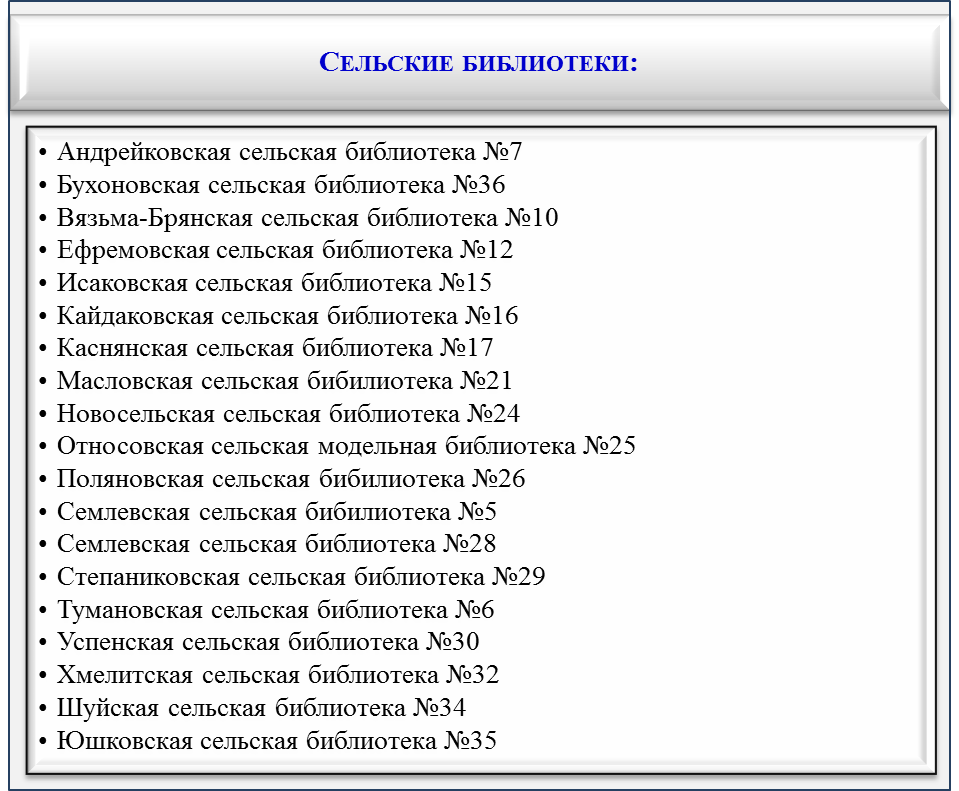 Сельские библиотеки:
• Андрейковская сельская библиотека №7
• Бухоновская сельская библиотека №36
• Вязьма-Брянская сельская библиотека №10
• Ефремовская сельская библиотека №12
• Исаковская сельская библиотека №15
• Кайдаковская сельская библиотека №16
• Каснянская сельская библиотека №17
• Масловская сельская бибилиотека №21
• Новосельская сельская библиотека №24
• Относовская сельская модельная библиотека №25
• Поляновская сельская бибилиотека №26
• Семлевская сельская бибилиотека №5
• Семлевская сельская библиотека №28
• Степаниковская сельская библиотека №29
• Тумановская сельская библиотека №6
• Успенская сельская библиотека №30
• Хмелитская сельская библиотека №32
• Шуйская сельская библиотека №34
• Юшковская сельская библиотека №35